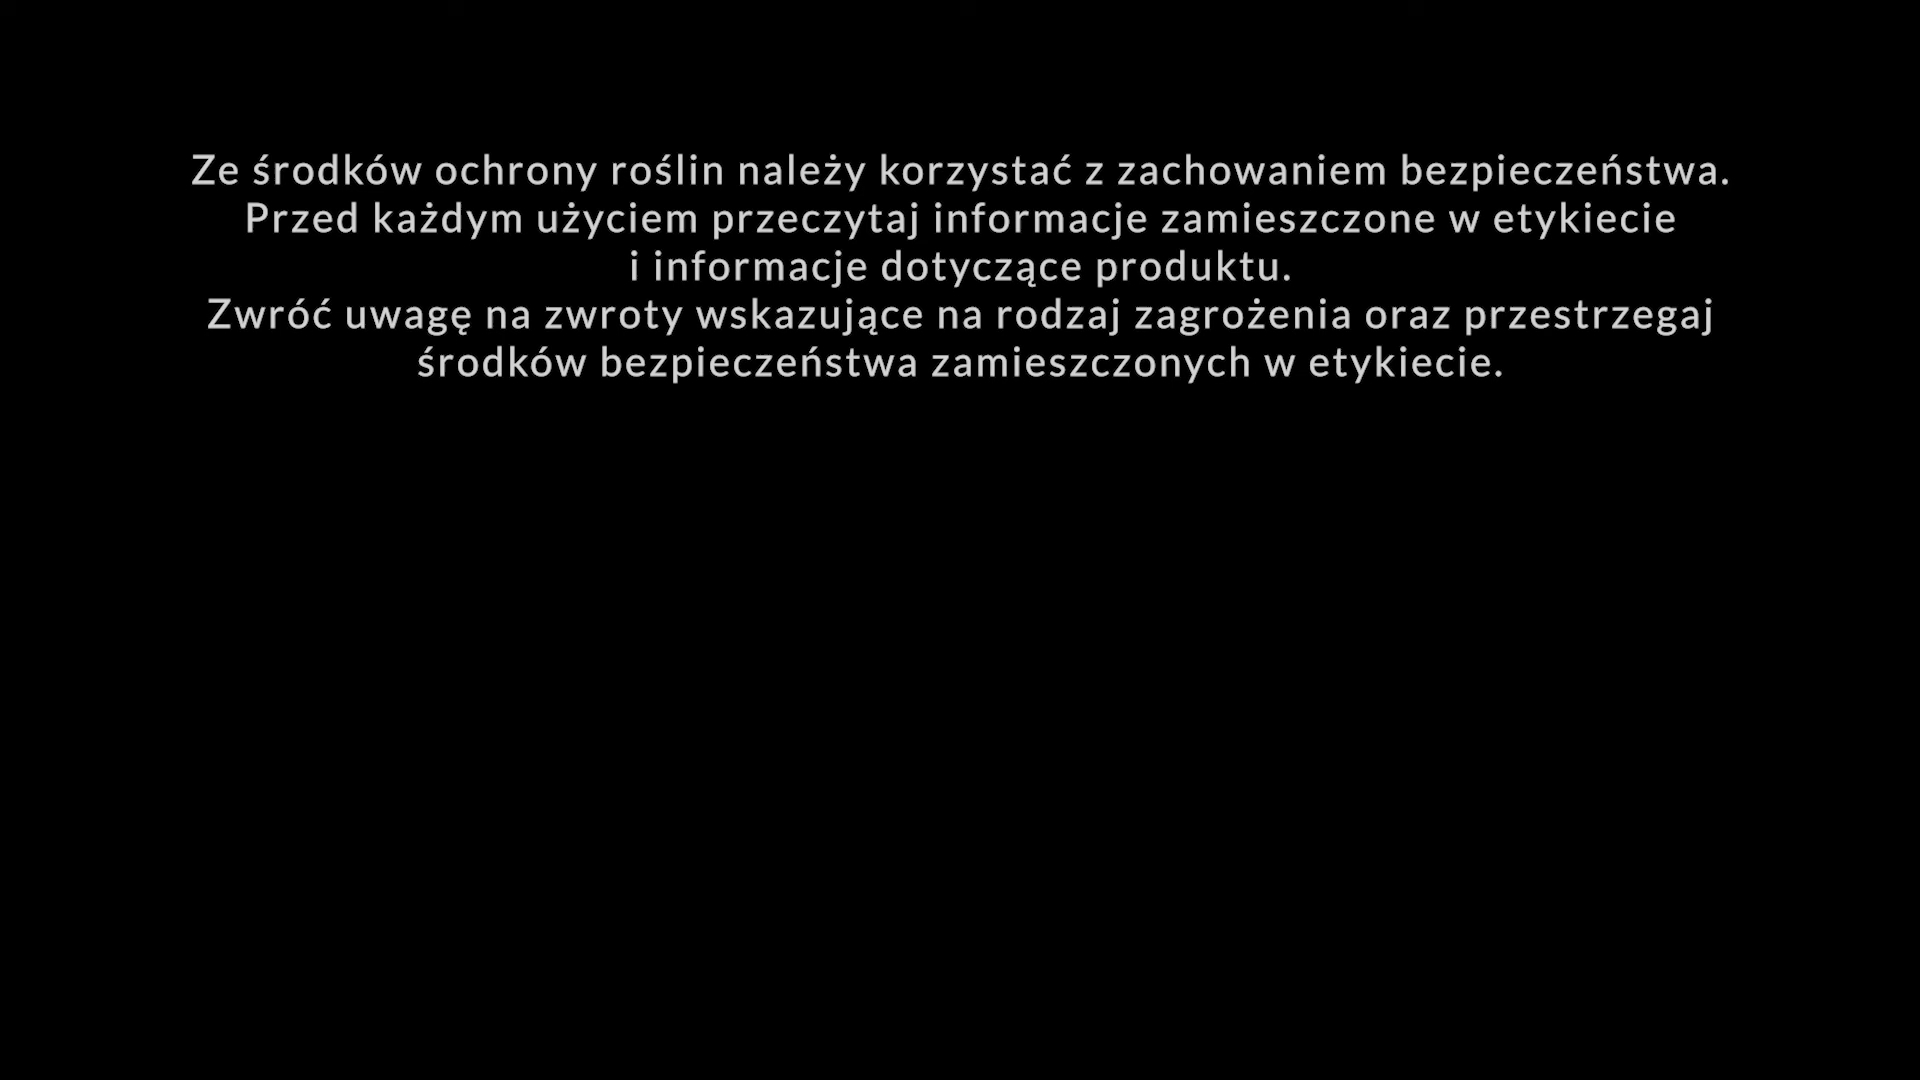 Ze środków ochrony roślin należy korzystać z zachowaniem bezpieczeństwa.
Przed każdym użyciem przeczytaj informacje zamieszczone w etykiecie
i informacje dotyczące produktu.
Zwróć uwagę na zwroty wskazujące na rodzaj zagrożenia oraz przestrzegaj
środków bezpieczeństwa zamieszczonych w etykiecie.